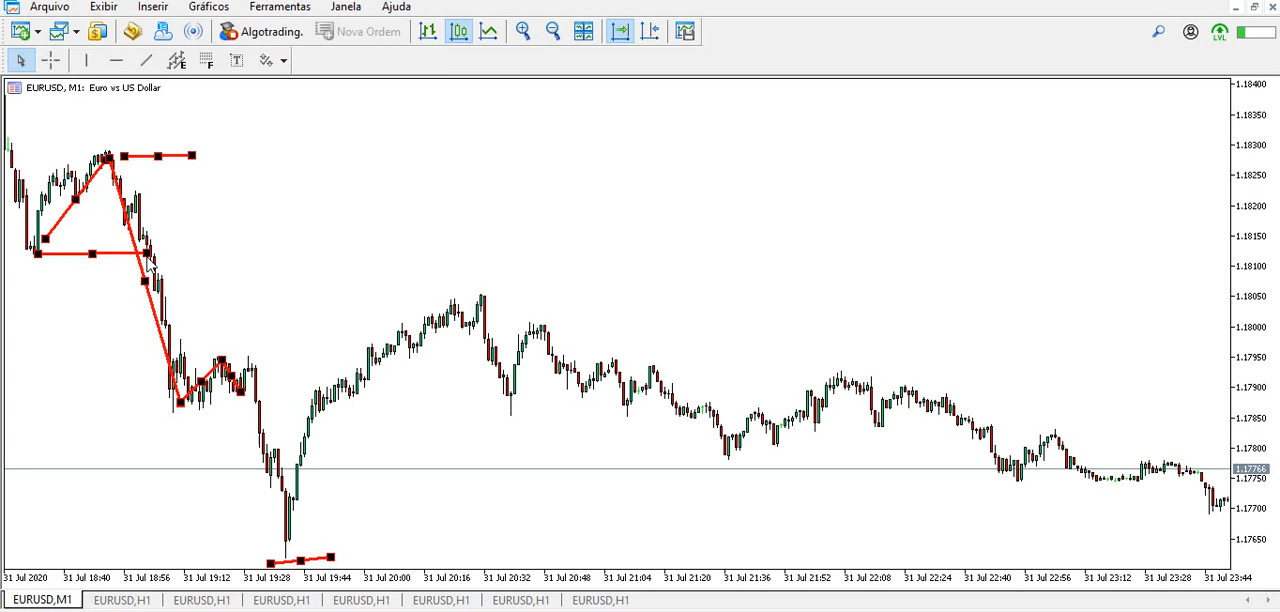 Arquivo Exibir Inserir Gráficos Ferramentas Janela Ajuda
Algotrading. Nova Ordem LVL
E F T
EURUSD, M1: Euro vs US Dollar
1.18400
1.18350
1.18300
1.18250
1.18200
1.18150
1.18100
1.18050
1.18000
1.17950
1.17900
1.17850
1.17800
1.17766
1.17750
1.17700
1.17650
31 Jul 2020 31 Jul 18:40 31 Jul 18:56 31 Jul 19:12 31 Jul 19:28 31 Jul 19:44 31 Jul 20:00 31 Jul 20:16 31 Jul 20:32 31 Jul 20:48 31 Jul 21:04 31 Jul 21:20 31 Jul 21:36 31 Jul 21:52 31 Jul 22:08 31 Jul 22:24 31 Jul 22:40 31 Jul 22:56 31 Jul 23:12 31 Jul 23:28 31 Jul 23:44
EURUSD,M1 EURUSD,H1 EURUSD,H1 EURUSD,H1 EURUSD,H1 EURUSD,H1 EURUSD,H1 EURUSD,H1